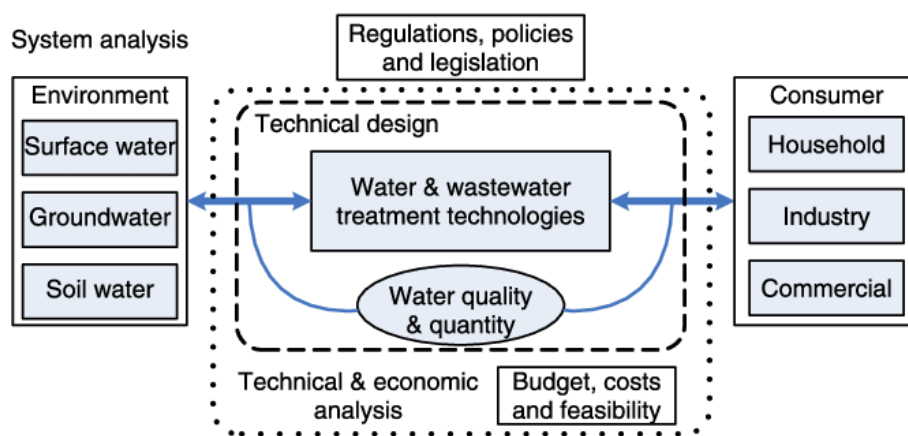 System analysis
Regulations, policies
and legislation
Environment
Surface water
Groundwater
Soil water
Technical design
Water & wastewater
treatment technologies
Water quality
& quantity
Technical & economic
analysis
Budget, costs
and feasibility
Consumer
Household
Industry
Commercial